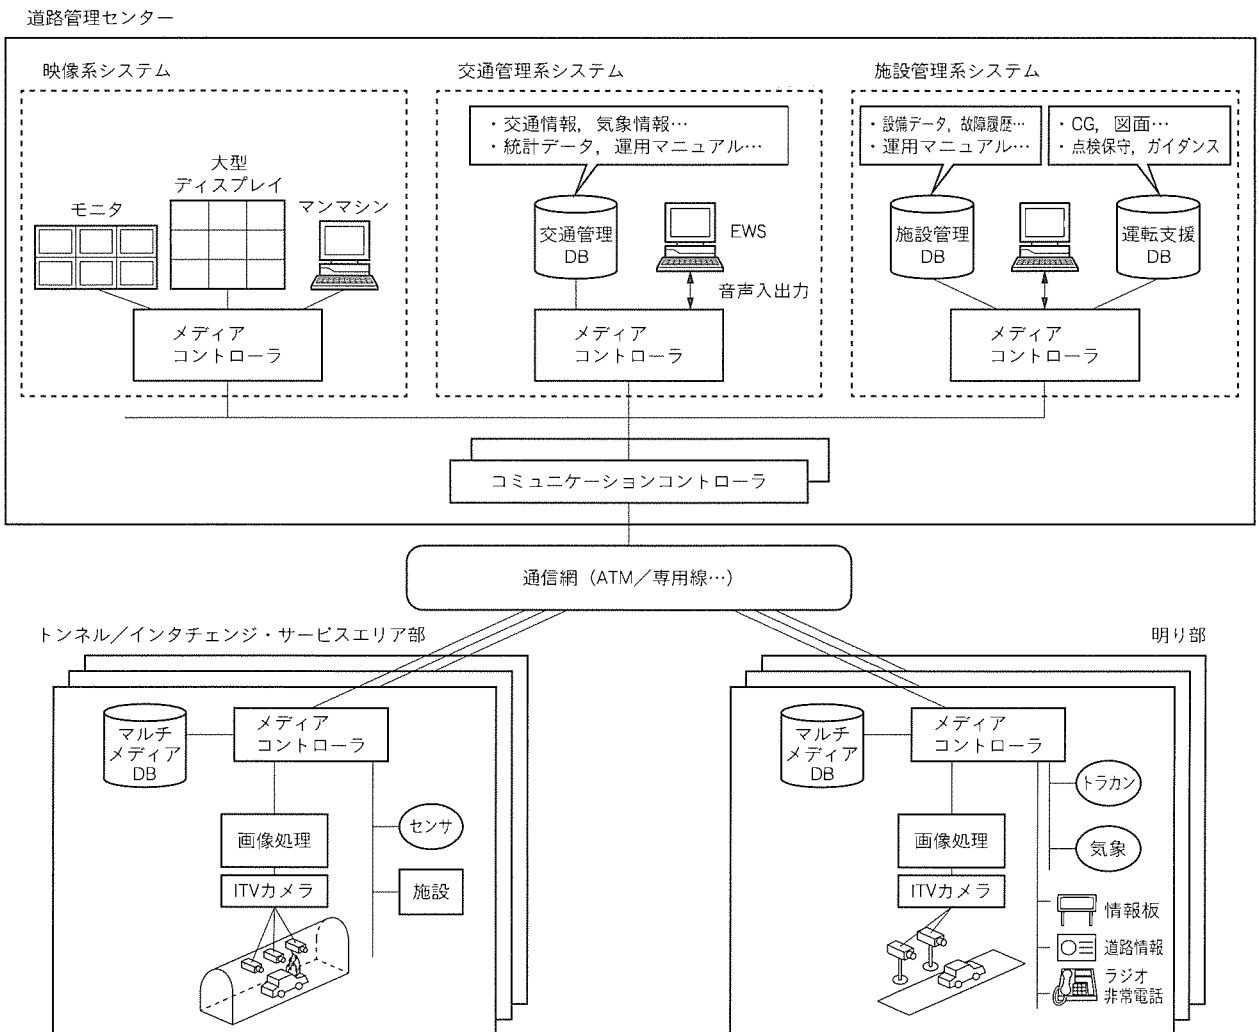 道路管理センター
映像系システム
モニタ
大型
ディスプレイ
マンマシン
メディア
コントローラ
交通管理系システム
・交通情報，気象情報…
・統計データ，運用マニュアル…
交通管理
DB
EWS
音声入出力
メディア
コントローラ
施設管理系システム
・設備データ，故障履歴…
・運用マニュアル…
・CG，図面…
・点検保守，ガイダンス
施設管理
DB
運転支援
DB
メディア
コントローラ
コミュニケーションコントローラ
通信網（ATM／専用線…）
トンネル／インタチェンジ・サービスエリア部
マルチ
メディア
DB
メディア
コントローラ
画像処理
ITVカメラ
センサ
施設
明り部
マルチ
メディア
DB
メディア
コントローラ
画像処理
ITVカメラ
トラカン
気象
情報板
道路情報
ラジオ
非常電話